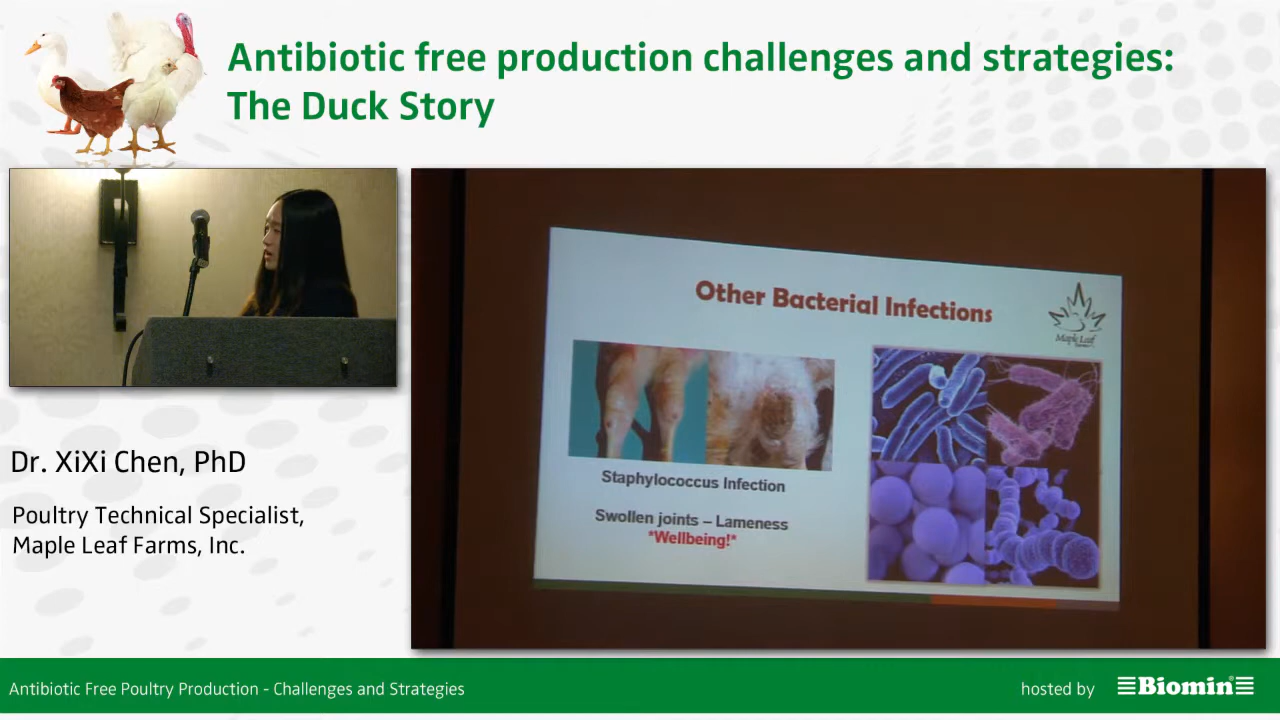 Antibiotic free production challenges and strategies:
The Duck Story
Other Bacterial Infections
Maple Leaf
Staphylococcus Infection
Swollen joints – Lameness
*Wellbeing!*
Dr. XiXi Chen, PhD
Poultry Technical Specialist,
Maple Leaf Farms, Inc.
Antibiotic Free Poultry Production - Challenges and Strategies
hosted by
Biomin®